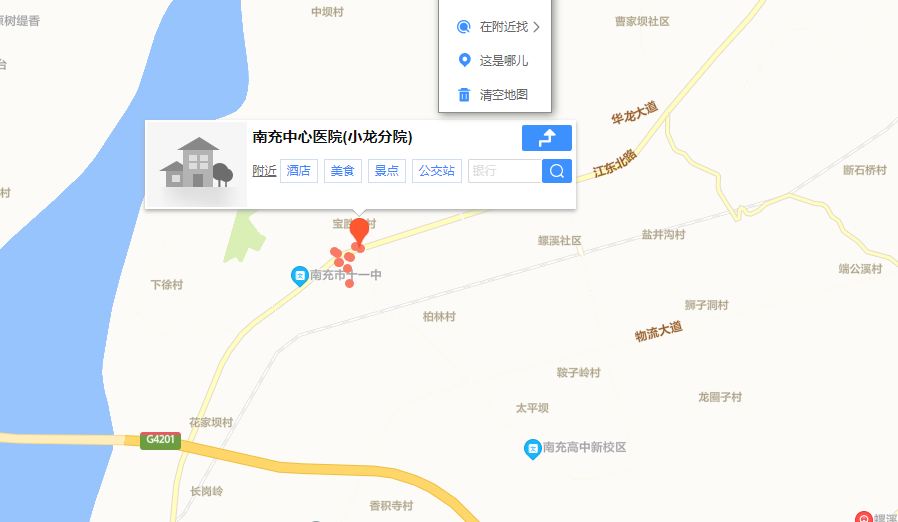 中坝村
原树缇香
曹家坝社区
在附近找
这是哪儿
清空地图
台
华龙大道
南充中心医院(小龙分院)
附近 酒店 美食 景点 公交站 银行
江东北路
断石桥村
村
宝胜 村
螺溪社区
盐井沟村
南充市十一中
端公溪村
下徐村
狮子洞村
柏林村
物流大道
鞍子岭村
龙圈子村
太平坝
花家坝村
G4201
南充高中新校区
长岗岭
香积寺村
螺溪